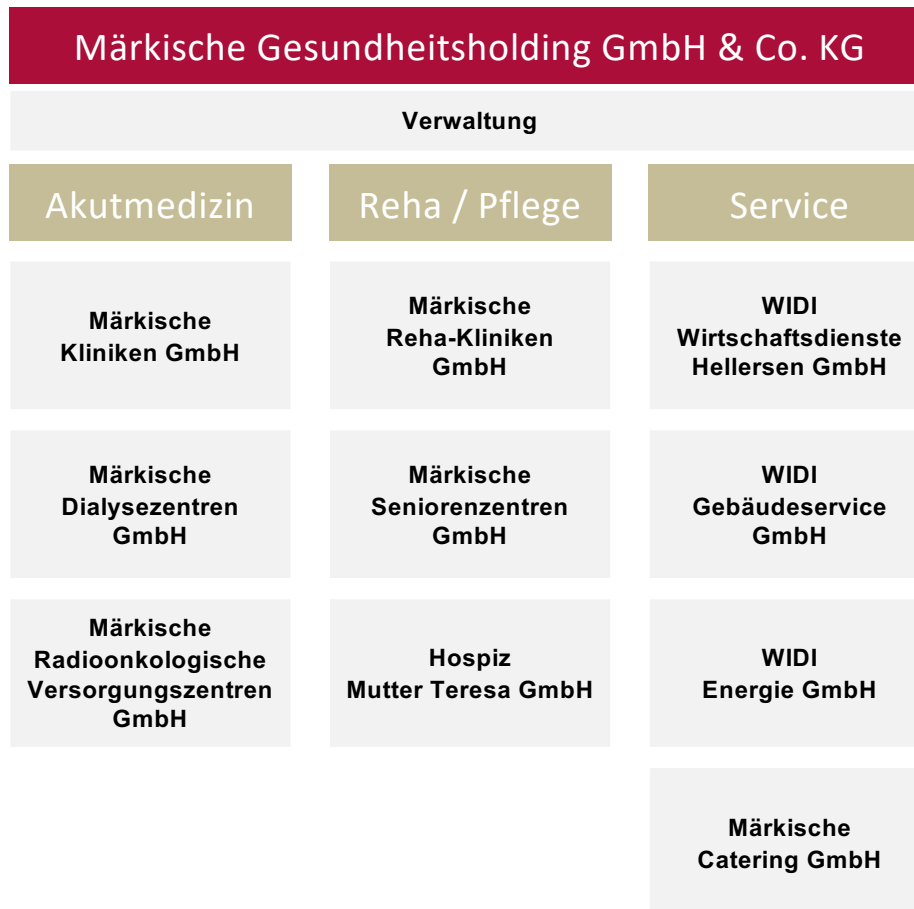 Märkische Gesundheitsholding GmbH & Co. KG
Verwaltung
Akutmedizin
Märkische
Kliniken GmbH
Märkische
Dialysezentren
GmbH
Märkische
Radioonkologische
Versorgungszentren
GmbH
Reha / Pflege
Märkische
Reha-Kliniken
GmbH
Märkische
Seniorenzentren
GmbH
Hospiz
Mutter Teresa GmbH
Service
WIDI
Wirtschaftsdienste
Hellersen GmbH
WIDI
Gebäudeservice
GmbH
WIDI
Energie GmbH
Märkische
Catering GmbH